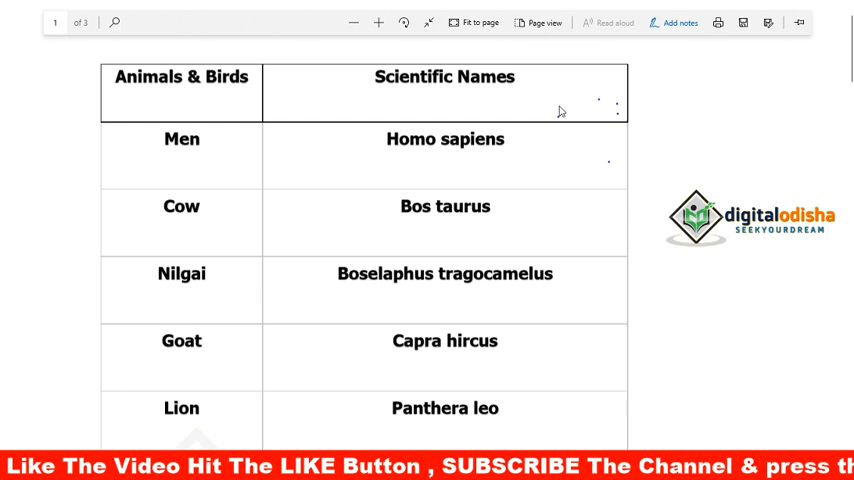 1 of 3 Fit to page Page view Read aloud Add notes
Animals & Birds Scientific Names
Men Homo sapiens
Cow Bos taurus
digitalodisha
SEEKYOURDREAM
Nilgai Boselaphus tragocamelus
Goat Capra hircus
Lion Panthera leo
Like The Video Hit The LIKE Button , SUBSCRIBE The Channel & press th